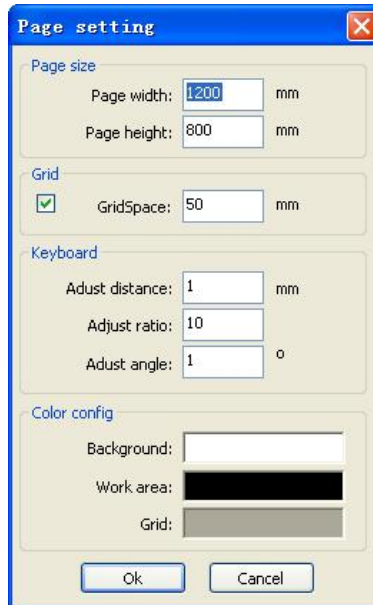 Page setting
Page size
Page width: 1200 mm
Page height: 800 mm
Grid
GridSpace: 50 mm
Keyboard
Adust distance: 1 mm
Adjust ratio: 10
Adust angle: 1 °
Color config
Background:
Work area:
Grid:
Ok Cancel